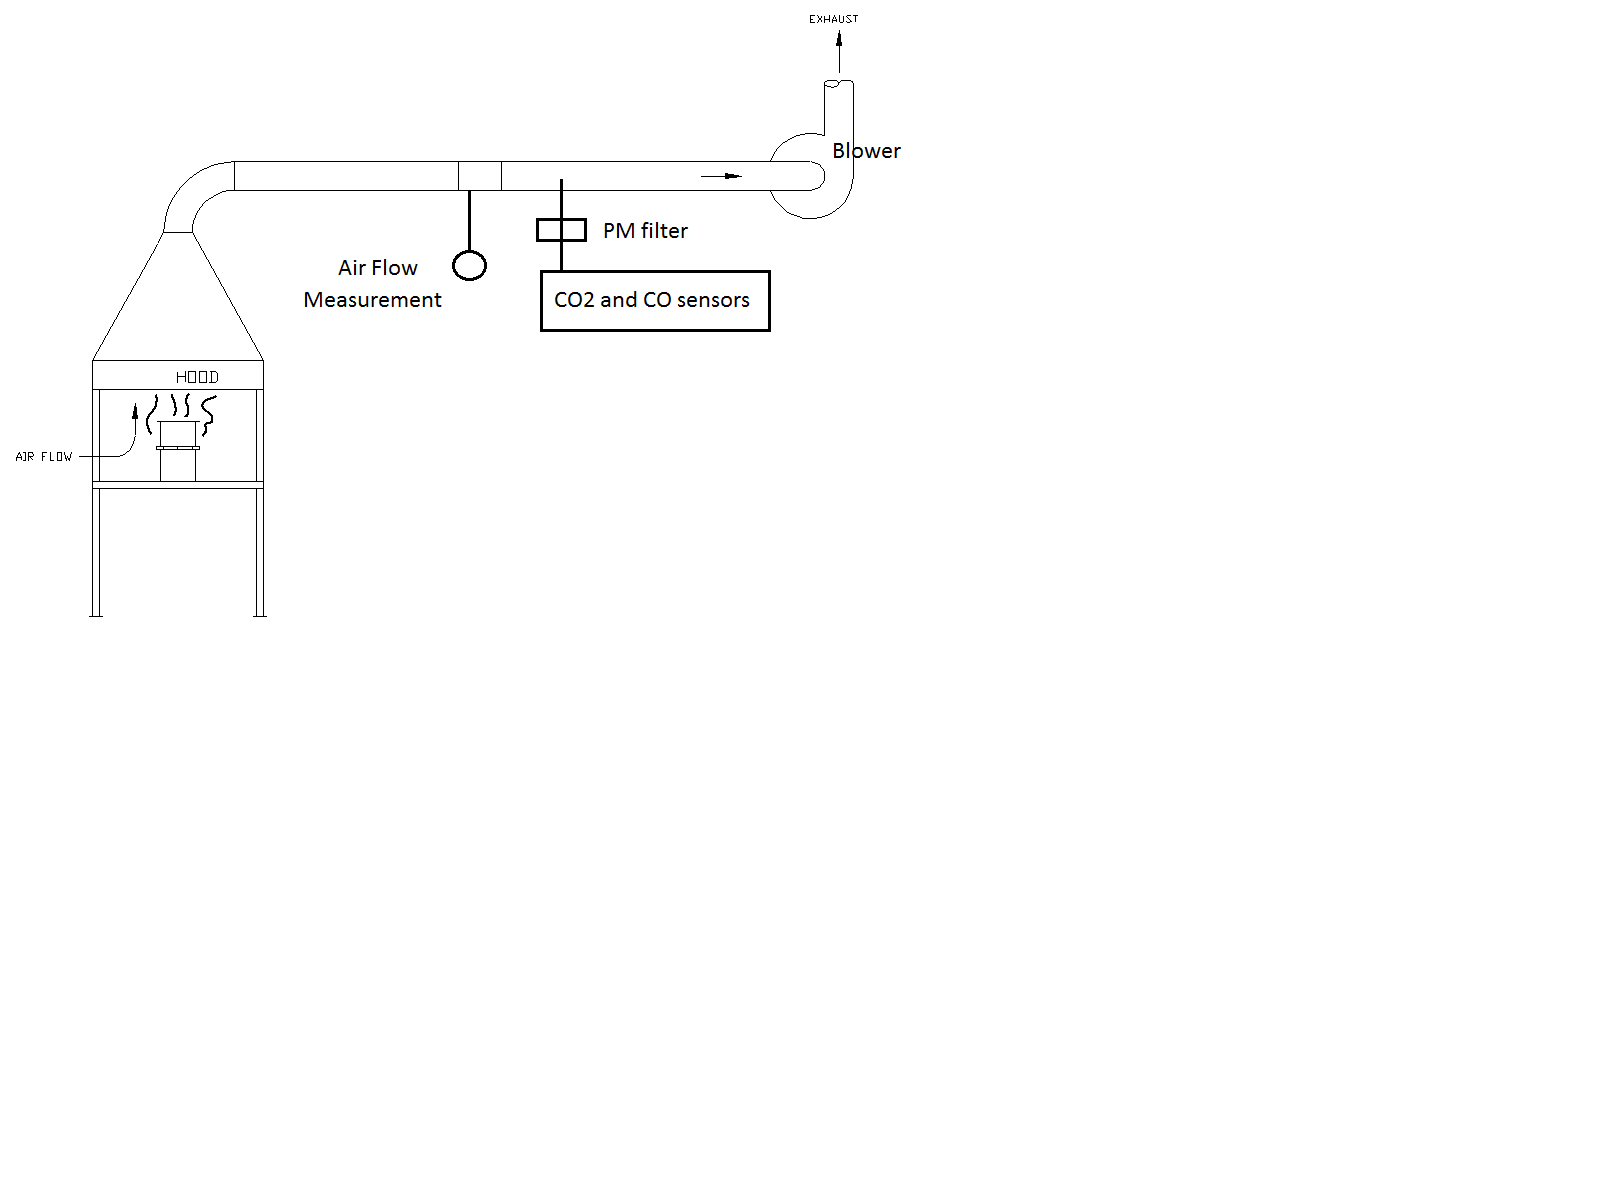 EXHAUST
Blower
PM filter
Air Flow
Measurement
CO2 and CO sensors
HOOD
AIR FLOW